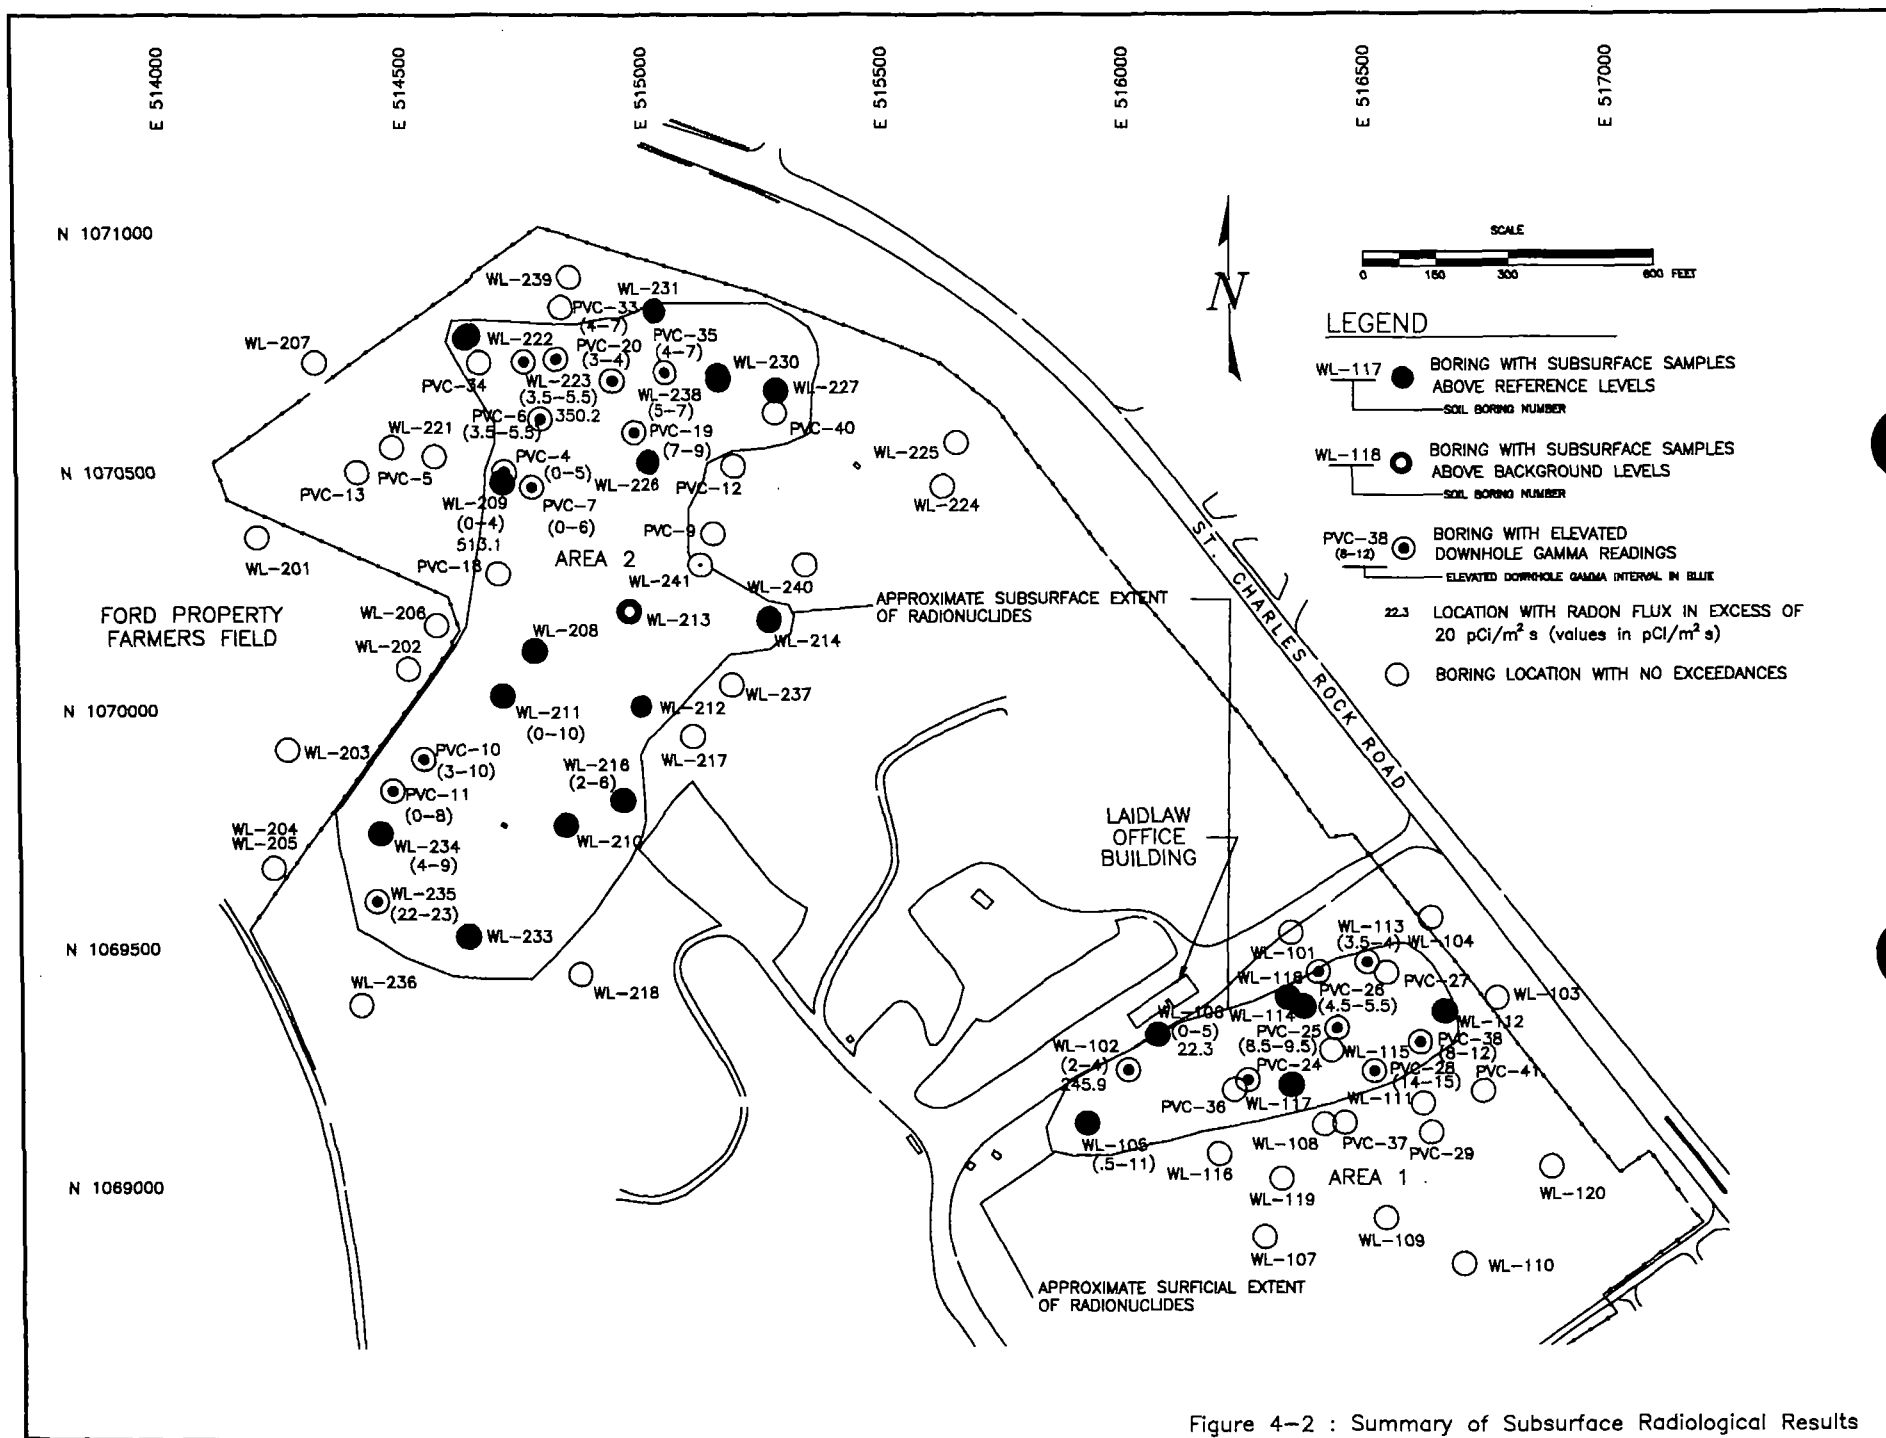 E 514000
E 514500
E 515000
E 515500
E 516000
E 516500
E 517000
N 1071000
N 1070500
N 1070000
N 1069500
N 1069000
SCALE
0 150 300 600 FEET
N
LEGEND
WL-117
BORING WITH SUBSURFACE SAMPLES
ABOVE REFERENCE LEVELS
SOIL BORING NUMBER
WL-118
BORING WITH SUBSURFACE SAMPLES
ABOVE BACKGROUND LEVELS
SOIL BORING NUMBER
PVC-38
(8-12)
BORING WITH ELEVATED
DOWNHOLE GAMMA READINGS
ELEVATED DOWNHOLE GAMMA INTERVAL IN BLUE
22.3
LOCATION WITH RADON FLUX IN EXCESS OF
20 pCi/m² s (values in pCi/m² s)
BORING LOCATION WITH NO EXCEEDANCES
WL-239
WL-231
PVC-33
(4-7)
WL-207
WL-222
PVC-20
(3-4)
PVC-35
(4-7)
WL-230
WL-227
PVC-34
WL-223
(3.5-5.5)
WL-238
(5-7)
PVC-6
(3.5-5.5)
350.2
PVC-40
WL-221
PVC-19
(7-9)
PVC-5
PVC-13
PVC-4
(0-5)
WL-226
PVC-12
WL-225
WL-224
WL-209
(0-4)
513.1
PVC-7
(0-6)
PVC-9
WL-201
AREA 2
PVC-18
WL-241
WL-240
FORD PROPERTY
FARMERS FIELD
WL-206
WL-213
WL-214
APPROXIMATE SUBSURFACE EXTENT
OF RADIONUCLIDES
WL-202
WL-208
WL-237
WL-211
(0-10)
WL-212
WL-203
PVC-10
(3-10)
WL-217
WL-216
(2-6)
PVC-11
(0-8)
WL-204
WL-205
WL-210
WL-234
(4-9)
WL-235
(22-23)
WL-233
WL-236
WL-218
ST. CHARLES ROCK ROAD
LAIDLAW
OFFICE
BUILDING
WL-113
(3.5-4)
WL-104
WL-101
WL-118
PVC-27
WL-103
PVC-26
(4.5-5.5)
WL-114
WL-112
(0-5)
22.3
PVC-25
(8.5-9.5)
PVC-38
(8-12)
WL-115
WL-102
(2-4)
245.9
PVC-24
PVC-28
(14-15)
PVC-41
PVC-36
WL-117
WL-111
WL-108
PVC-37
PVC-29
(.5-11)
WL-116
WL-119
AREA 1
WL-120
WL-107
WL-109
WL-110
APPROXIMATE SURFICIAL EXTENT
OF RADIONUCLIDES
Figure 4-2 : Summary of Subsurface Radiological Results